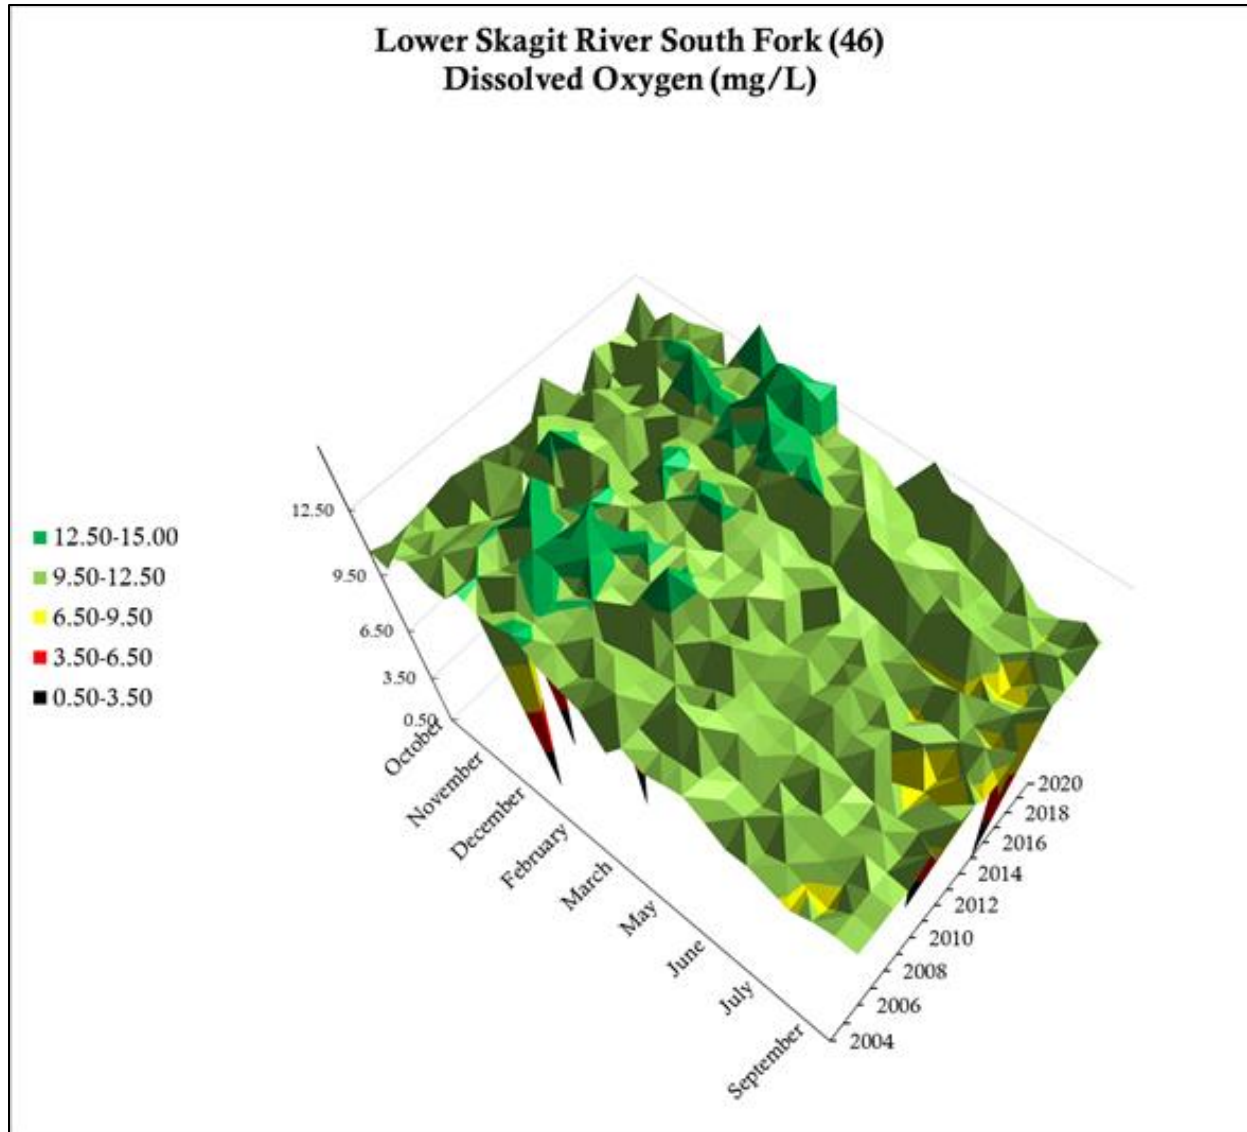 Lower Skagit River South Fork (46)
Dissolved Oxygen (mg/L)
12.50
9.50
6.50
3.50
0.50
12.50-15.00
9.50-12.50
6.50-9.50
3.50-6.50
0.50-3.50
October
November
December
February
March
May
June
July
September
2020
2018
2016
2014
2012
2010
2008
2006
2004